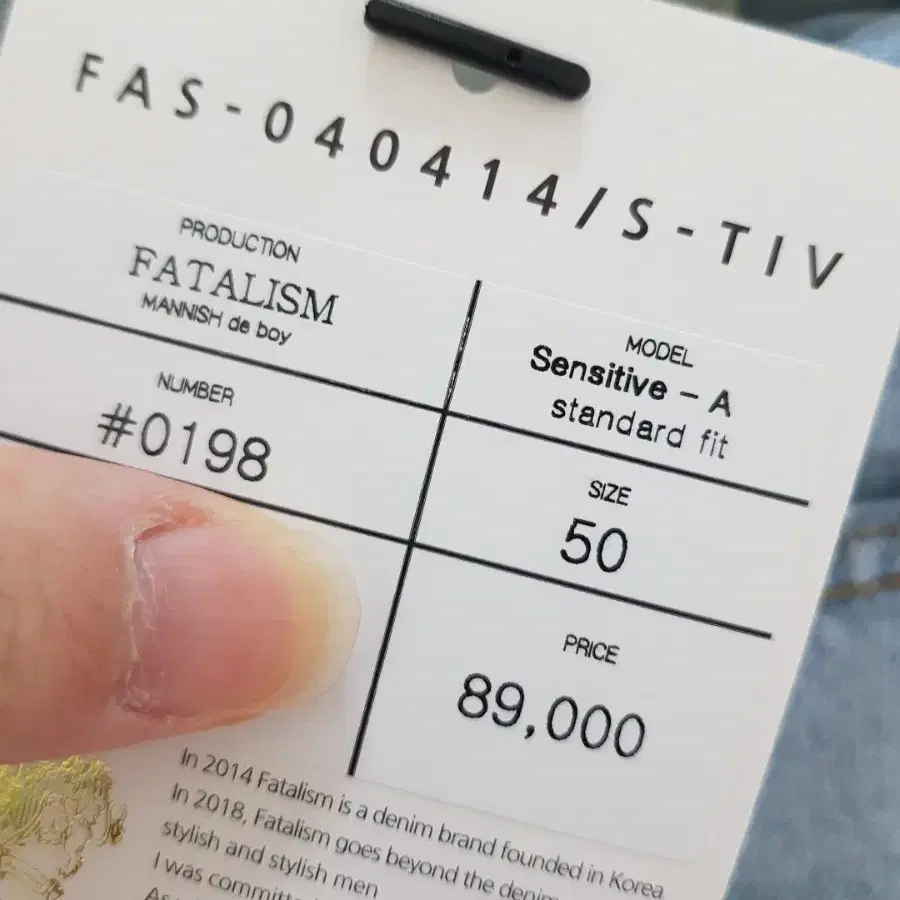 FAS-040414/S-TIV
PRODUCTION
FATALISM
MANNISH de boy
MODEL
Sensitive - A
standard fit
NUMBER
#0198
SIZE
50
PRICE
89,000
In 2014 Fatalism is a denim brand founded in Korea
In 2018, Fatalism goes beyond the
stylish and stylish men
I was